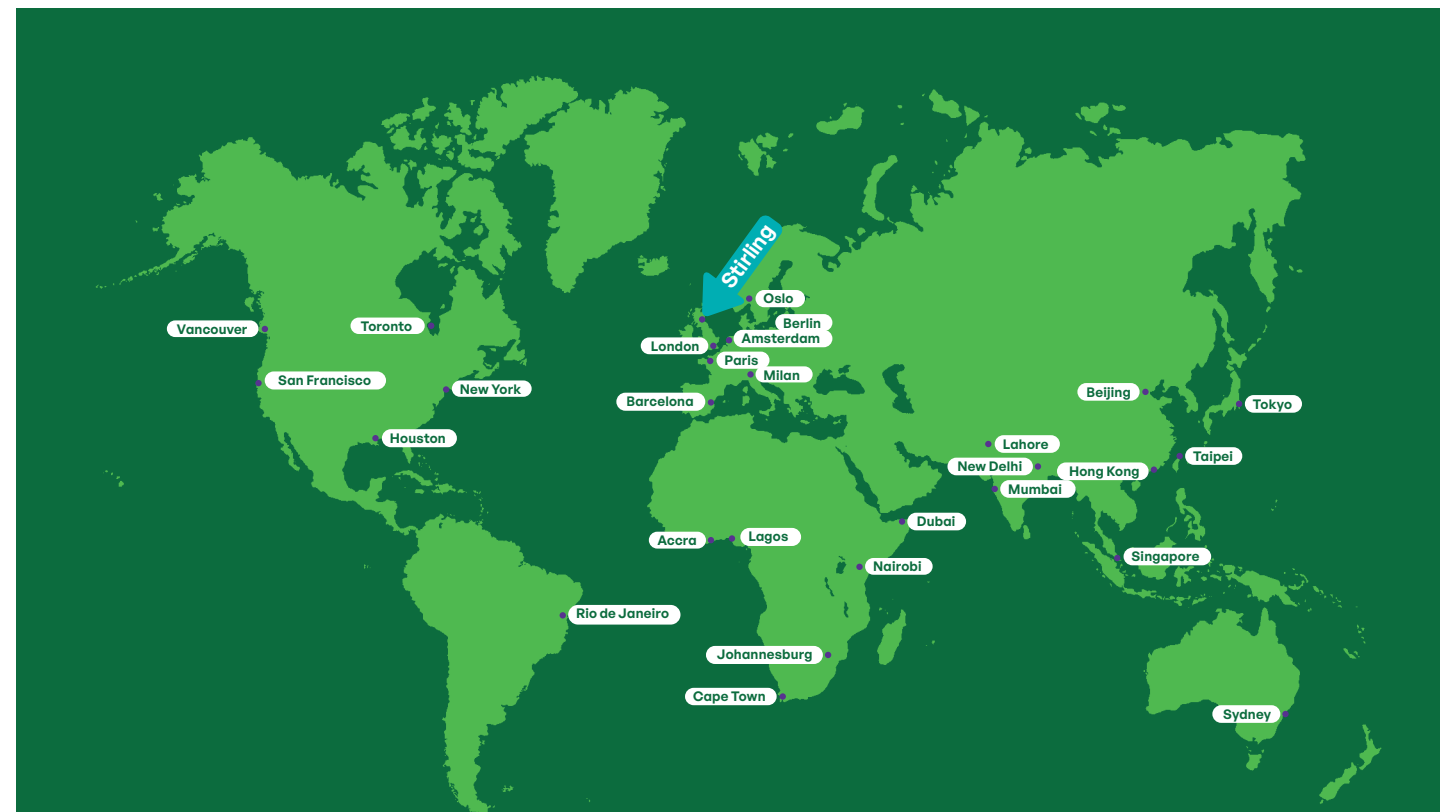 Stirling
Oslo
Berlin
Vancouver
Toronto
Amsterdam
London
Paris
Milan
San Francisco
New York
Barcelona
Beijing
Tokyo
Houston
Lahore
Taipei
New Delhi
Hong Kong
Mumbai
Dubai
Accra
Lagos
Singapore
Nairobi
Rio de Janeiro
Johannesburg
Cape Town
Sydney